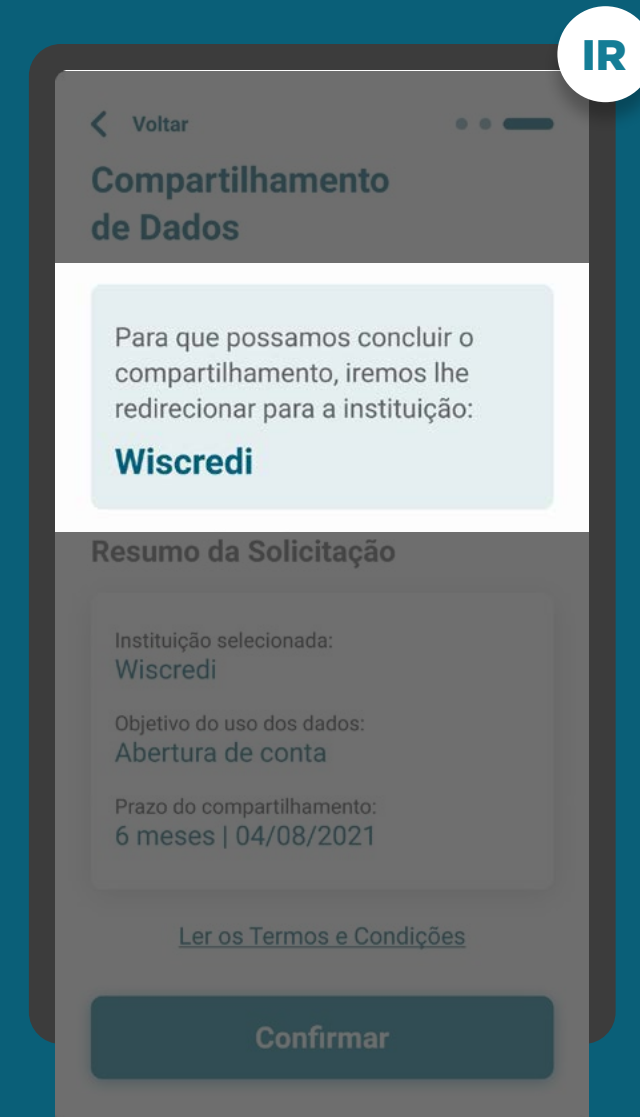 IR
Voltar
Compartilhamento
de Dados
Para que possamos concluir o
compartilhamento, iremos lhe
redirecionar para a instituição:
Wiscredi
Resumo da Solicitação
Instituição selecionada:
Wiscredi
Objetivo do uso dos dados:
Abertura de conta
Prazo do compartilhamento:
6 meses | 04/08/2021
Ler os Termos e Condições
Confirmar